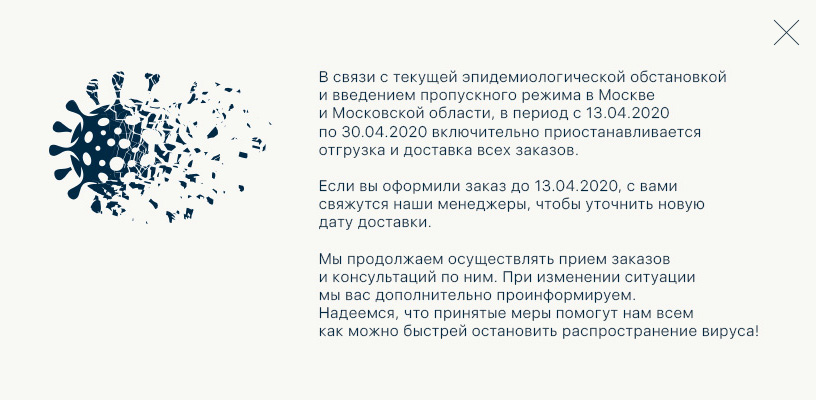 В связи с текущей эпидемиологической обстановкой
и введением пропускного режима в Москве
и Московской области, в период с 13.04.2020
по 30.04.2020 включительно приостанавливается
отгрузка и доставка всех заказов.
Если вы оформили заказ до 13.04.2020, с вами
свяжутся наши менеджеры, чтобы уточнить новую
дату доставки.
Мы продолжаем осуществлять прием заказов
и консультаций по ним. При изменении ситуации
мы вас дополнительно проинформируем.
Надеемся, что принятые меры помогут нам всем
как можно быстрей остановить распространение вируса!